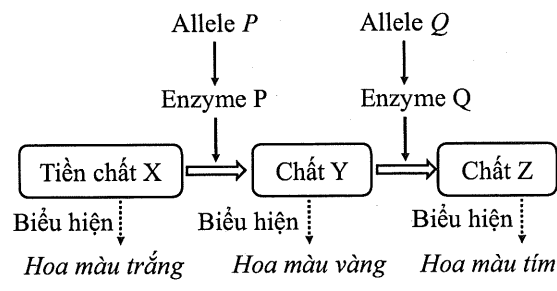 Allele P Allele Q
Enzyme P Enzyme Q
Tiền chất X Chất Y Chất Z
Biểu hiện Biểu hiện Biểu hiện
Hoa màu trắng Hoa màu vàng Hoa màu tím